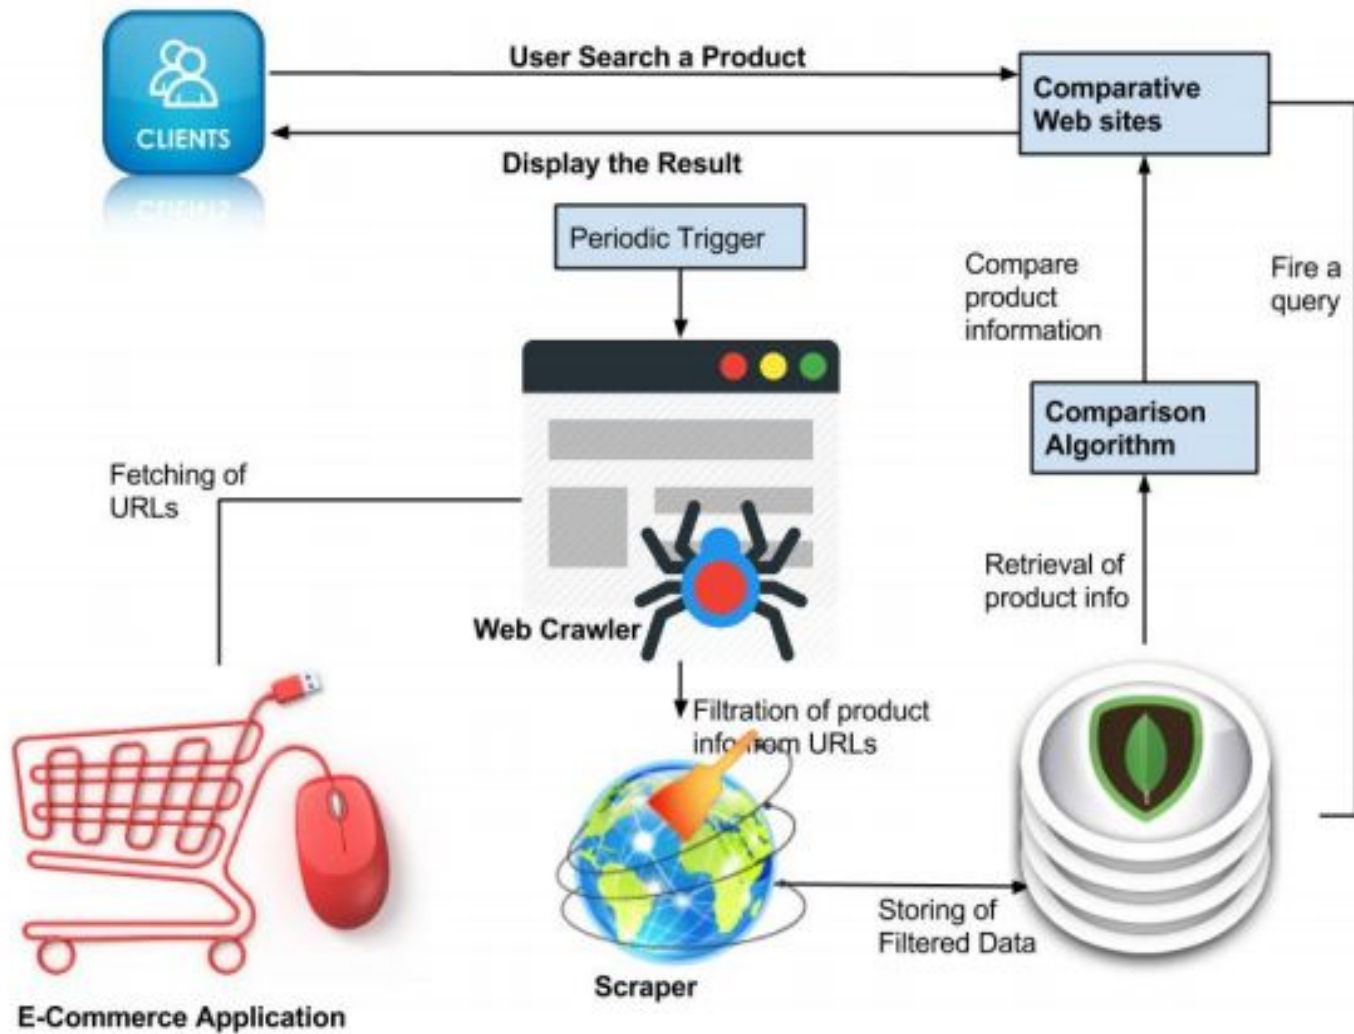 User Search a Product
CLIENTS
Comparative
Web sites
Display the Result
Periodic Trigger
Compare
product
information
Fire a
query
Comparison
Algorithm
Fetching of
URLs
Retrieval of
product info
Web Crawler
Filtration of product
info from URLs
Storing of
Filtered Data
Scraper
E-Commerce Application